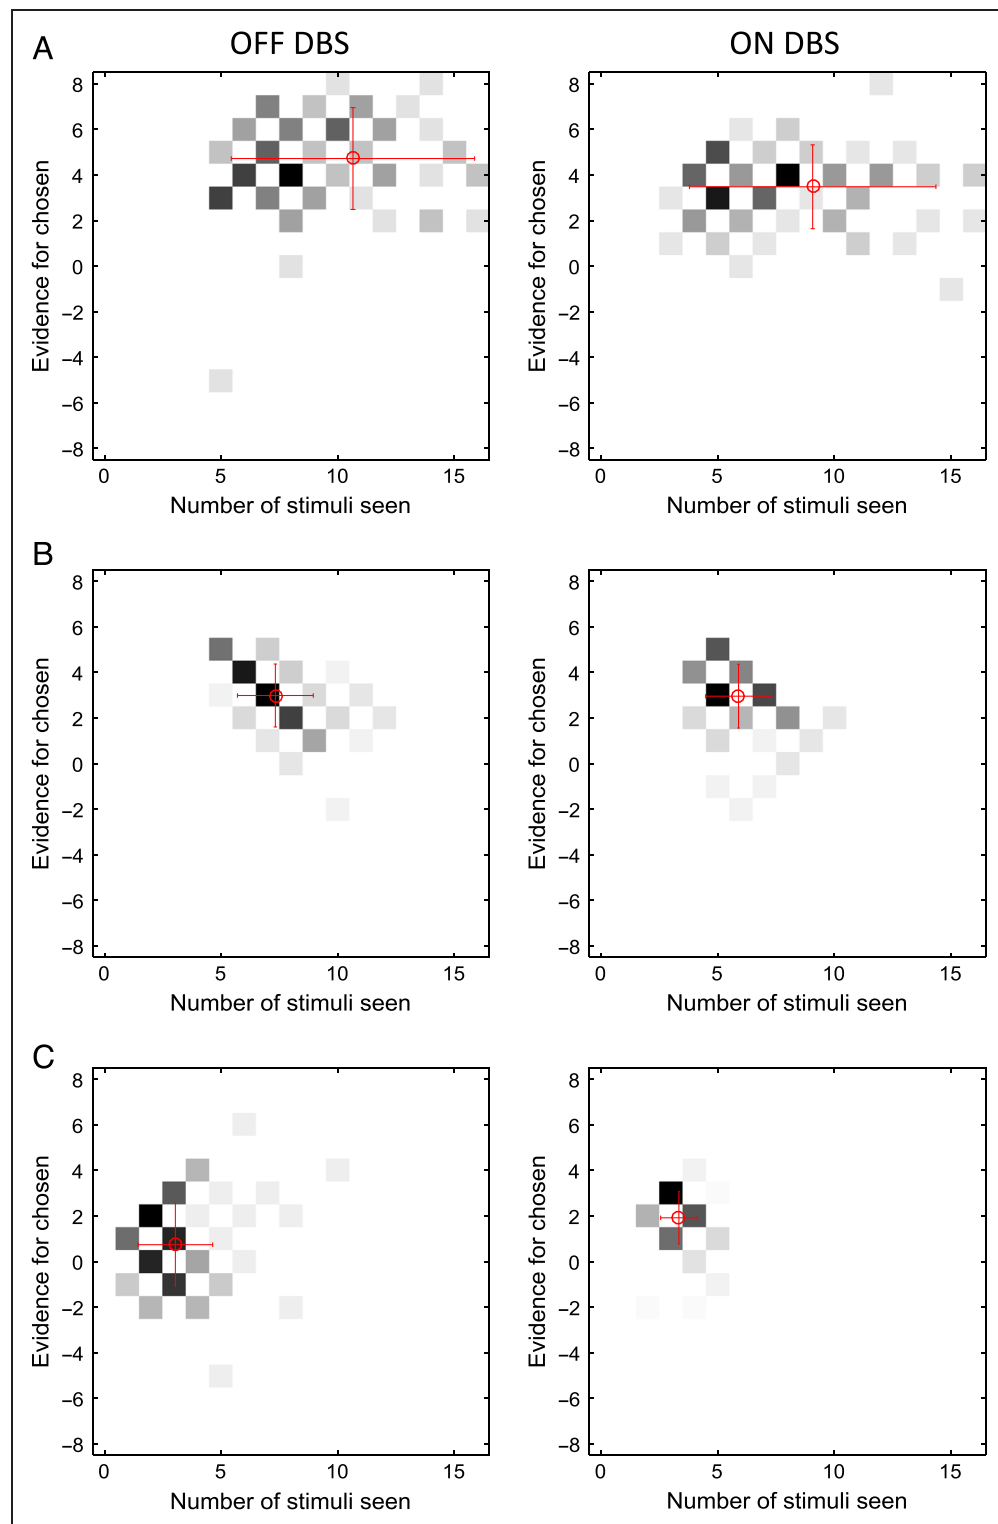 A
OFF DBS
ON DBS
Evidence for chosen
8
6
4
2
0
−2
−4
−6
−8
0 5 10 15
Number of stimuli seen
Evidence for chosen
8
6
4
2
0
−2
−4
−6
−8
0 5 10 15
Number of stimuli seen
B
Evidence for chosen
8
6
4
2
0
−2
−4
−6
−8
0 5 10 15
Number of stimuli seen
Evidence for chosen
8
6
4
2
0
−2
−4
−6
−8
0 5 10 15
Number of stimuli seen
C
Evidence for chosen
8
6
4
2
0
−2
−4
−6
−8
0 5 10 15
Number of stimuli seen
Evidence for chosen
8
6
4
2
0
−2
−4
−6
−8
0 5 10 15
Number of stimuli seen